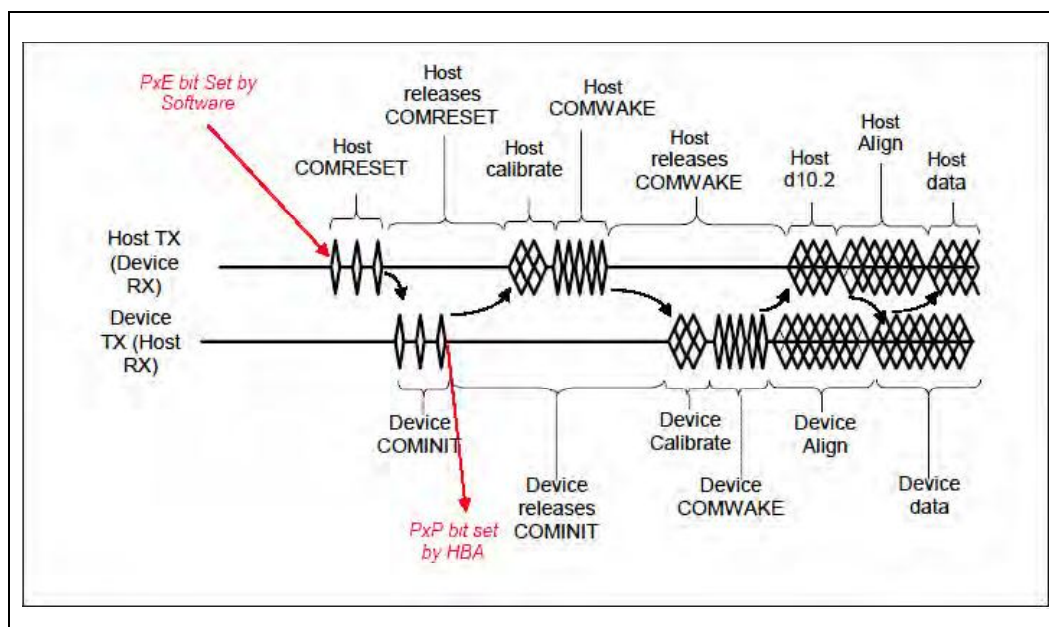 PxE bit Set by
Software
Host
COMRESET
Host
releases
COMRESET
Host
calibrate
Host
COMWAKE
Host
releases
COMWAKE
Host
d10.2
Host
Align
Host
data
Host TX
(Device
RX)
Device
TX (Host
RX)
Device
COMINIT
PxP bit set
by HBA
Device
releases
COMINIT
Device
Calibrate
Device
COMWAKE
Device
Align
Device
data